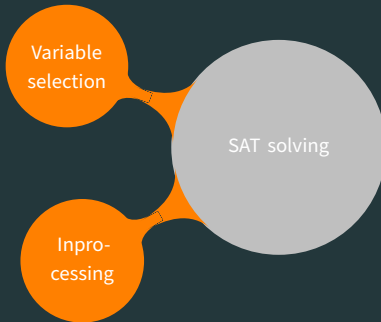 Variable
selection
SAT solving
Inpro-
cessing